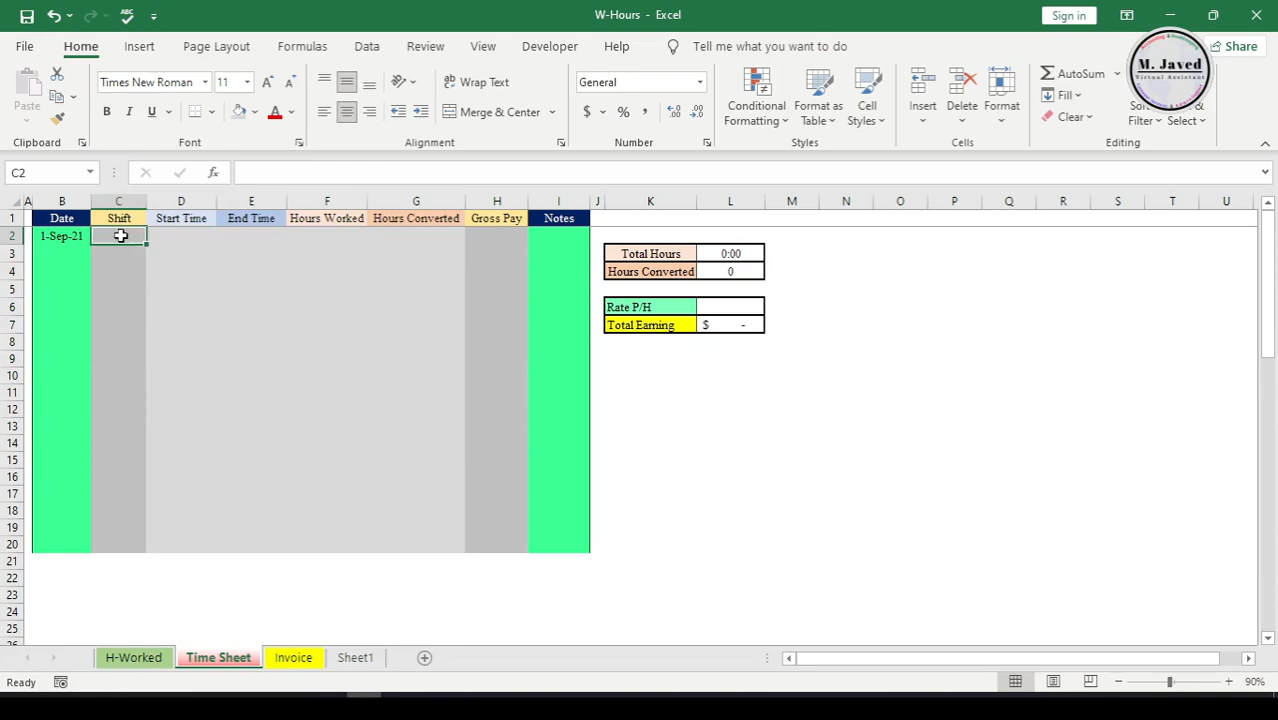 W-Hours - Excel
Sign in
File Home Insert Page Layout Formulas Data Review View Developer Help Tell me what you want to do Share
M. Javed
Virtual Assistant
Paste
Times New Roman 11
B I U
Wrap Text
Merge & Center
General
$ %
Conditional Formatting
Format as Table
Cell Styles
Insert Delete Format
AutoSum
Fill
Clear
Sort
Filter
Select
Clipboard Font Alignment Number Styles Cells Editing
C2 fx
A B C D E F G H I J K L M N O P Q R S T U
1 Date Shift Start Time End Time Hours Worked Hours Converted Gross Pay Notes
2 1-Sep-21
3 Total Hours 0:00
4 Hours Converted 0
5
6 Rate P/H
7 Total Earning $ -
8
9
10
11
12
13
14
15
16
17
18
19
20
21
22
23
24
25
H-Worked Time Sheet Invoice Sheet1
Ready 90%